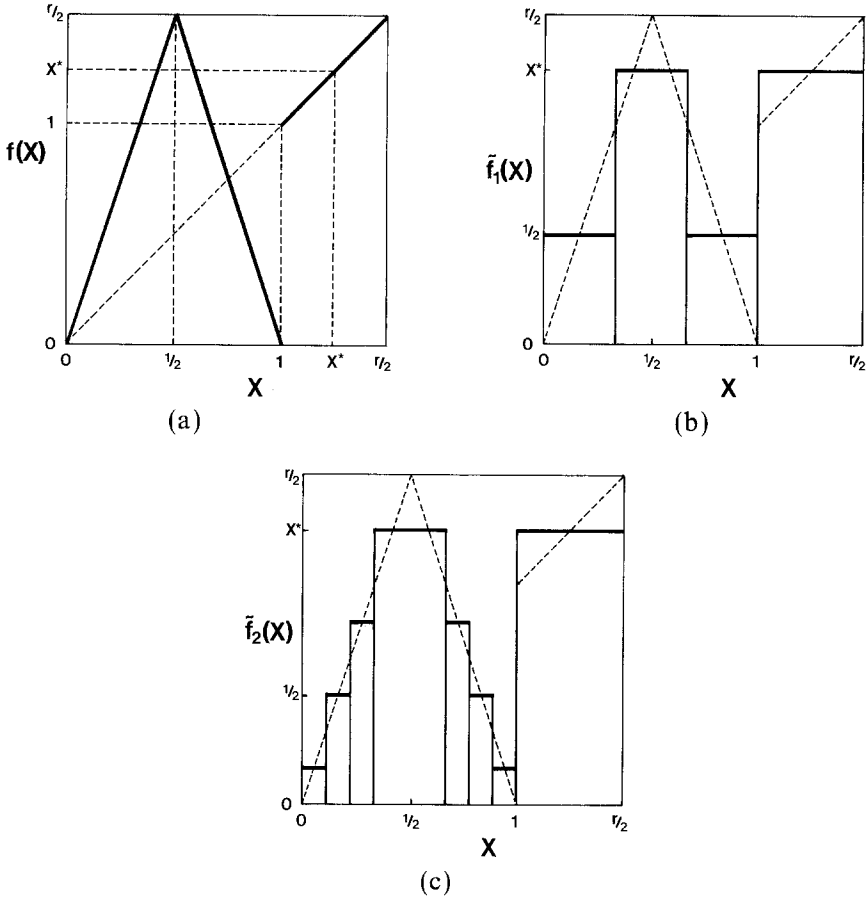 r/2
X*
1
f(X)
0
0
1/2
1
X*
r/2
X
(a)
r/2
X*
f̃₁(X)
1/2
0
0
1/2
1
r/2
X
(b)
r/2
X*
f̃₂(X)
1/2
0
0
1/2
1
r/2
X
(c)